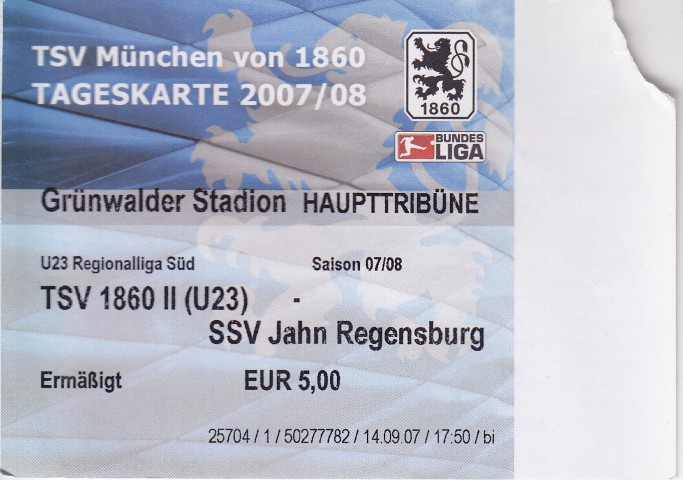 TSV München von 1860
TAGESKARTE 2007/08
1860
BUNDES
LIGA
Grünwalder Stadion HAUPTTRIBÜNE
U23 Regionalliga Süd Saison 07/08
TSV 1860 II (U23) -
SSV Jahn Regensburg
Ermäßigt EUR 5,00
25704 / 1 / 50277782 / 14.09.07 / 17:50 / bi